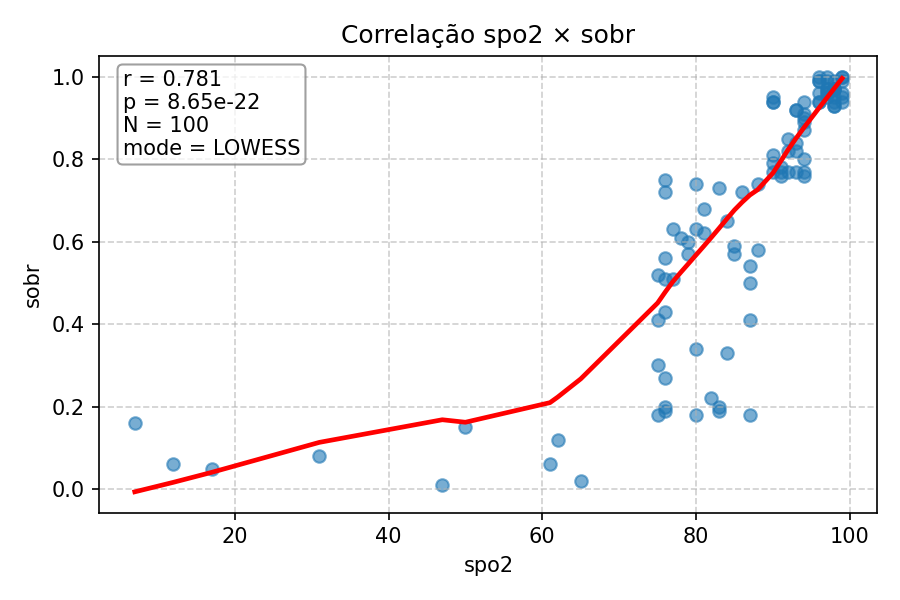 Correlação spo2 × sobr
r = 0.781
p = 8.65e-22
N = 100
mode = LOWESS
1.0
0.8
0.6
0.4
0.2
0.0
sobr
20
40
60
80
100
spo2